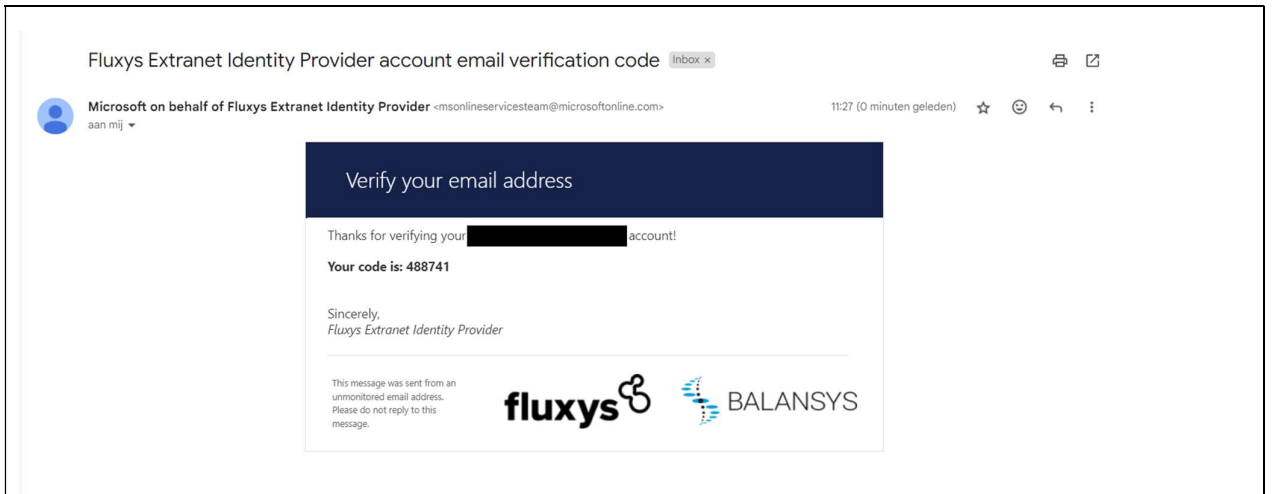 Fluxys Extranet Identity Provider account email verification code Inbox ×
Microsoft on behalf of Fluxys Extranet Identity Provider <msonlineservicesteam@microsoftonline.com> 11:27 (0 minuten geleden)
aan mij
Verify your email address
Thanks for verifying your account!
Your code is: 488741
Sincerely,
Fluxys Extranet Identity Provider
This message was sent from an
unmonitored email address.
Please do not reply to this
message.
fluxys
BALANSYS